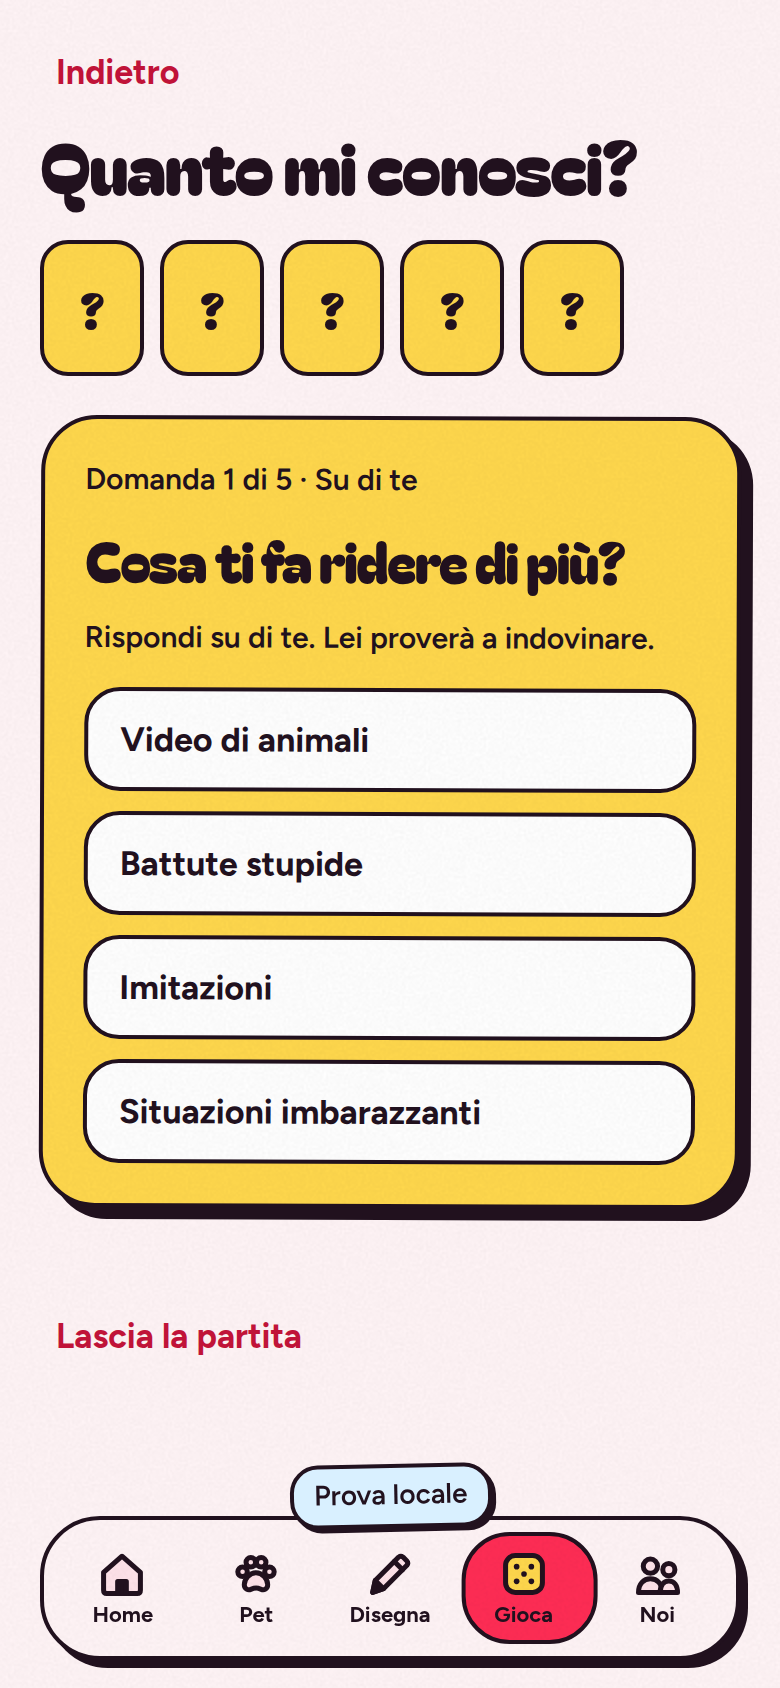 Indietro
Quanto mi conosci?
? ? ? ? ?
Domanda 1 di 5 · Su di te
Cosa ti fa ridere di più?
Rispondi su di te. Lei proverà a indovinare.
Video di animali
Battute stupide
Imitazioni
Situazioni imbarazzanti
Lascia la partita
Prova locale
Home Pet Disegna Gioca Noi